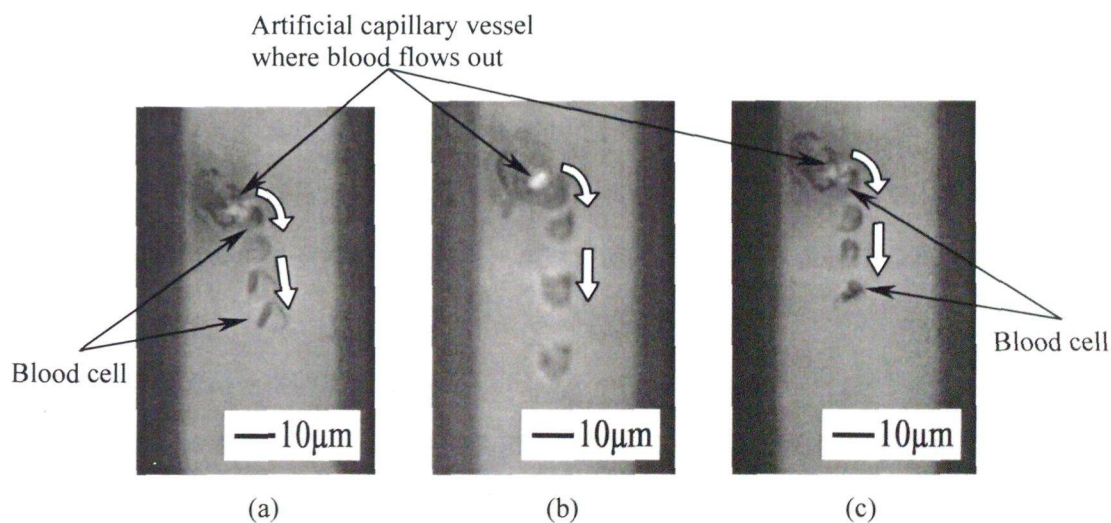 Artificial capillary vessel
where blood flows out
Blood cell
Blood cell
10μm
10μm
10μm
(a)
(b)
(c)